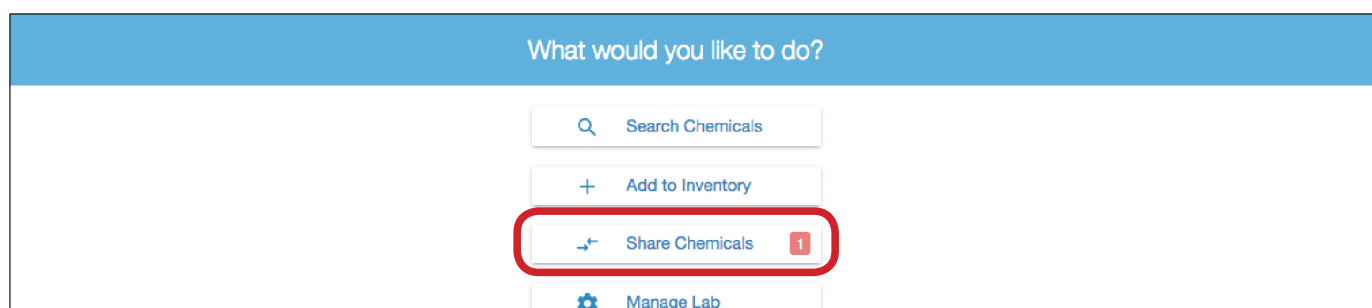 What would you like to do?
Search Chemicals
Add to Inventory
Share Chemicals 1
Manage Lab